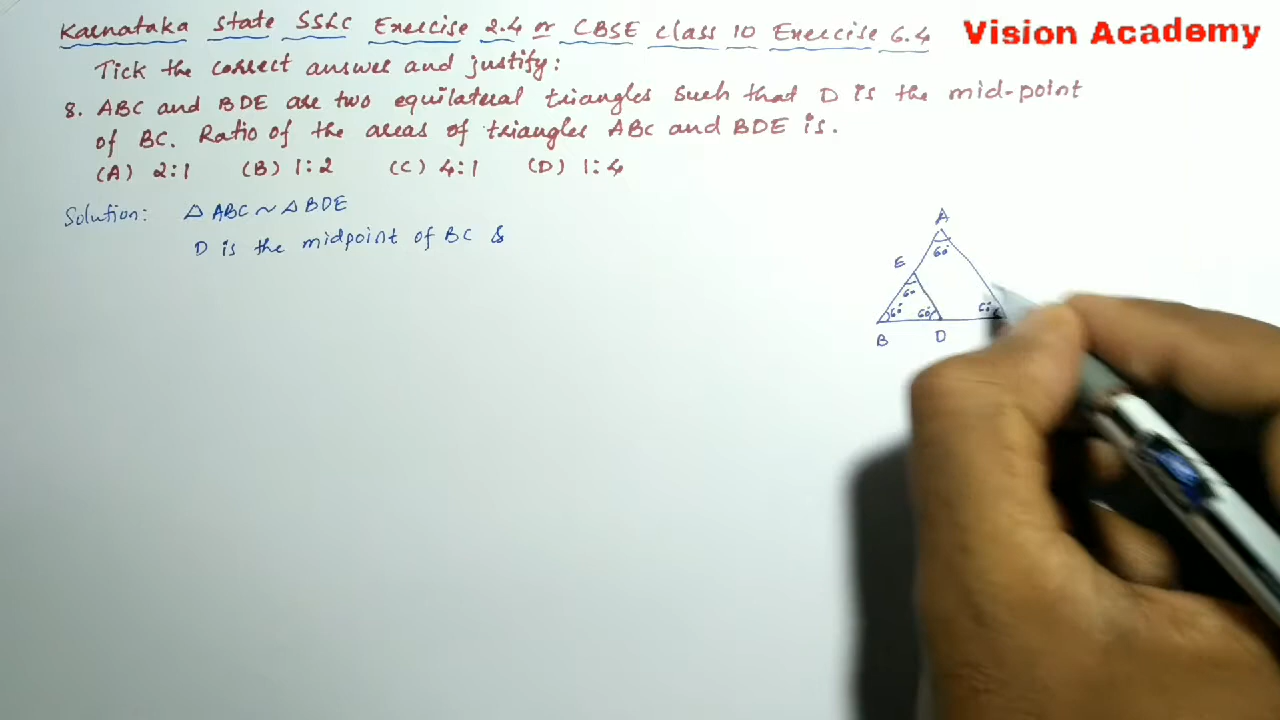 Karnataka State SSLC Exercise 2.4 or CBSE class 10 Exercise 6.4
Vision Academy
Tick the correct answer and justify:
8. ABC and BDE are two equilateral triangles such that D is the mid-point
of BC. Ratio of the areas of triangles ABC and BDE is.
(A) 2:1 (B) 1:2 (C) 4:1 (D) 1:4
Solution: △ ABC ~ △ BDE
D is the midpoint of BC &
A
60°
E
60
60° 60° 60°
B D